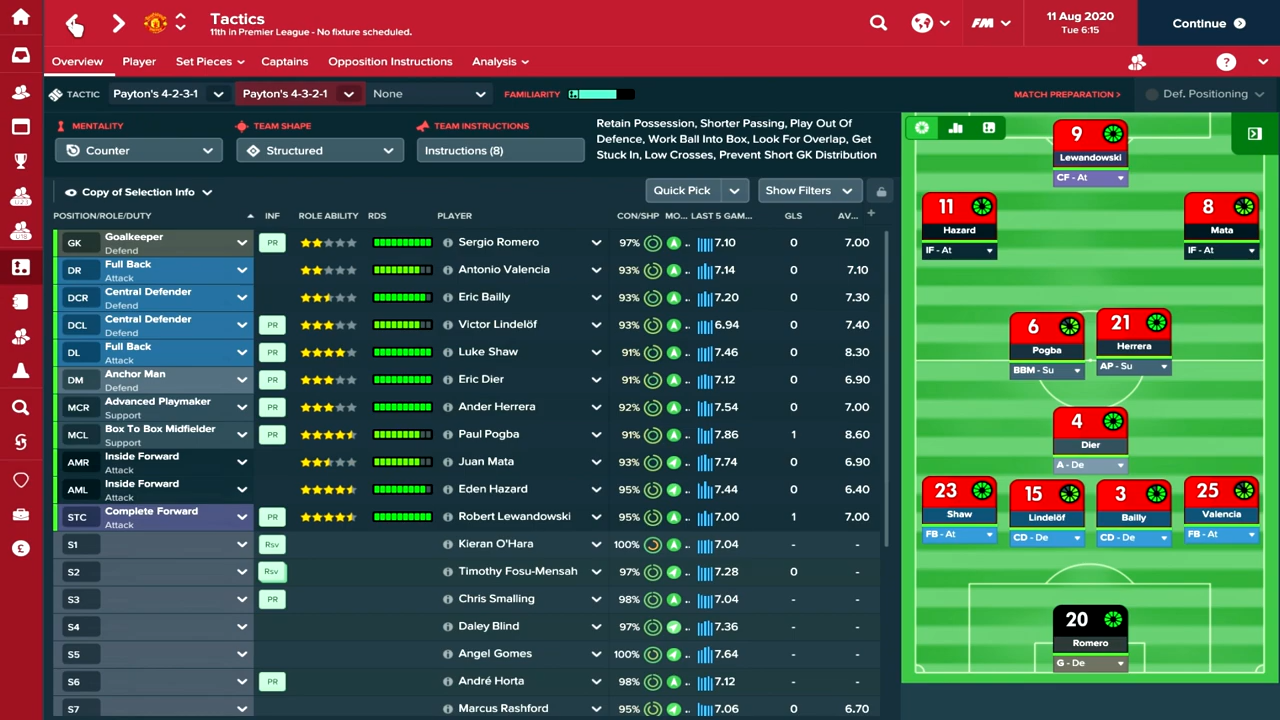 Tactics
11th in Premier League - No fixture scheduled.
FM
11 Aug 2020
Tue 6:15
Continue
Overview Player Set Pieces Captains Opposition Instructions Analysis
?
TACTIC Payton's 4-2-3-1 Payton's 4-3-2-1 None FAMILIARITY MATCH PREPARATION > Def. Positioning
MENTALITY TEAM SHAPE TEAM INSTRUCTIONS
Counter Structured Instructions (8)
Retain Possession, Shorter Passing, Play Out Of
Defence, Work Ball Into Box, Look For Overlap, Get
Stuck In, Low Crosses, Prevent Short GK Distribution
Copy of Selection Info Quick Pick Show Filters
POSITION/ROLE/DUTY INF ROLE ABILITY RDS PLAYER CON/SHP MO... LAST 5 GAM... GLS AV... +
GK Goalkeeper Defend PR Sergio Romero 97% 7.10 0 7.00
DR Full Back Attack Antonio Valencia 93% 7.14 0 7.10
DCR Central Defender Defend Eric Bailly 93% 7.20 0 7.30
DCL Central Defender Defend PR Victor Lindelöf 93% 6.94 0 7.40
DL Full Back Attack PR Luke Shaw 91% 7.46 0 8.30
DM Anchor Man Defend PR Eric Dier 91% 7.12 0 6.90
MCR Advanced Playmaker Support PR Ander Herrera 92% 7.54 0 7.00
MCL Box To Box Midfielder Support PR Paul Pogba 91% 7.86 1 8.60
AMR Inside Forward Attack Juan Mata 93% 7.74 0 6.90
AML Inside Forward Attack Eden Hazard 95% 7.44 0 6.40
STC Complete Forward Attack PR Robert Lewandowski 95% 7.00 1 7.00
S1 Rsv Kieran O'Hara 100% 7.04 - -
S2 Rsv Timothy Fosu-Mensah 97% 7.28 0 -
S3 PR Chris Smalling 98% 7.04 - -
S4 Daley Blind 97% 7.36 - -
S5 Angel Gomes 100% 7.64 - -
S6 PR André Horta 98% 7.12 - -
S7 Marcus Rashford 95% 7.06 0 6.70
9
Lewandowski
CF - At
11 8
Hazard Mata
IF - At IF - At
6 21
Pogba Herrera
BBM - Su AP - Su
4
Dier
A - De
23 15 3 25
Shaw Lindelöf Bailly Valencia
FB - At CD - De CD - De FB - At
20
Romero
G - De